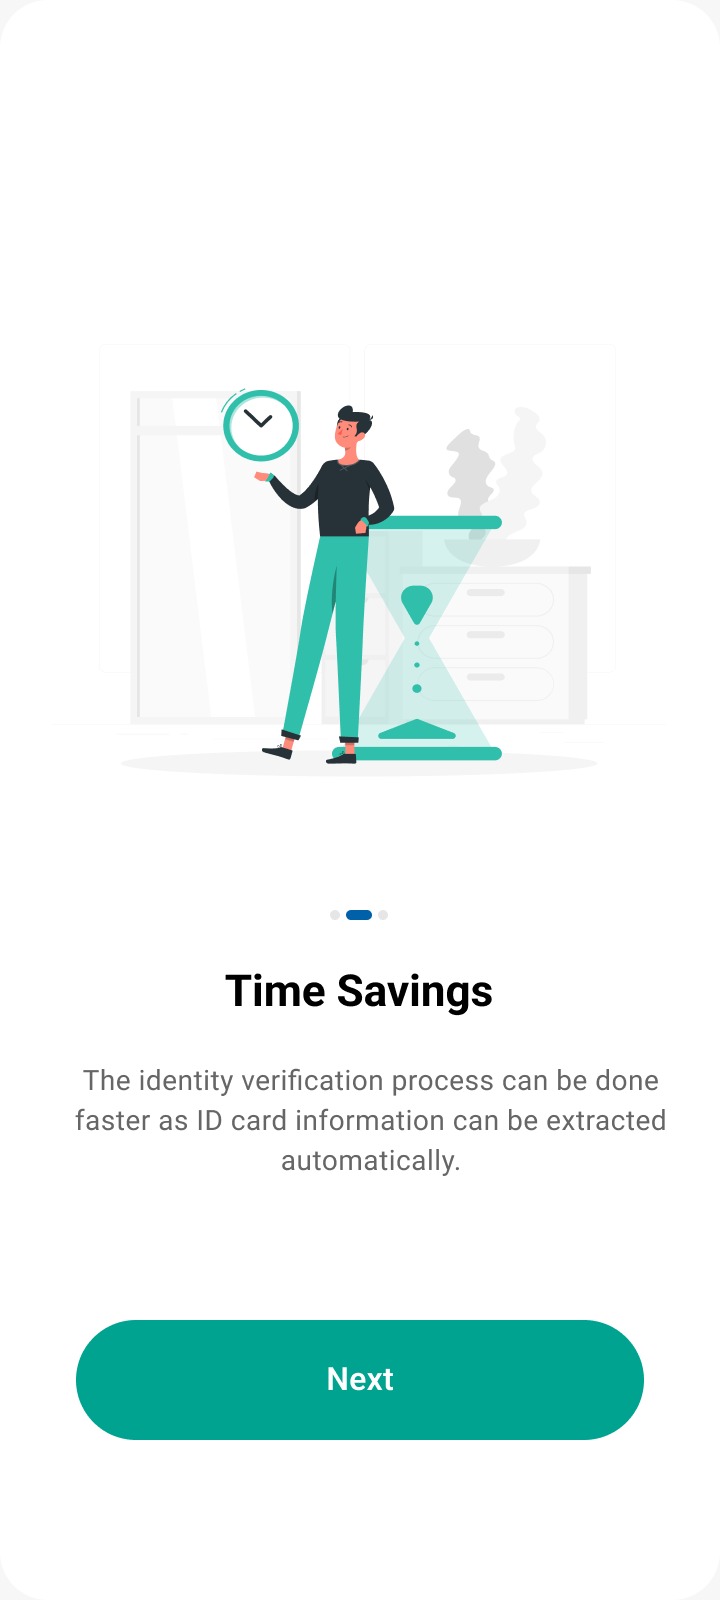 Time Savings
The identity verification process can be done
faster as ID card information can be extracted
automatically.
Next